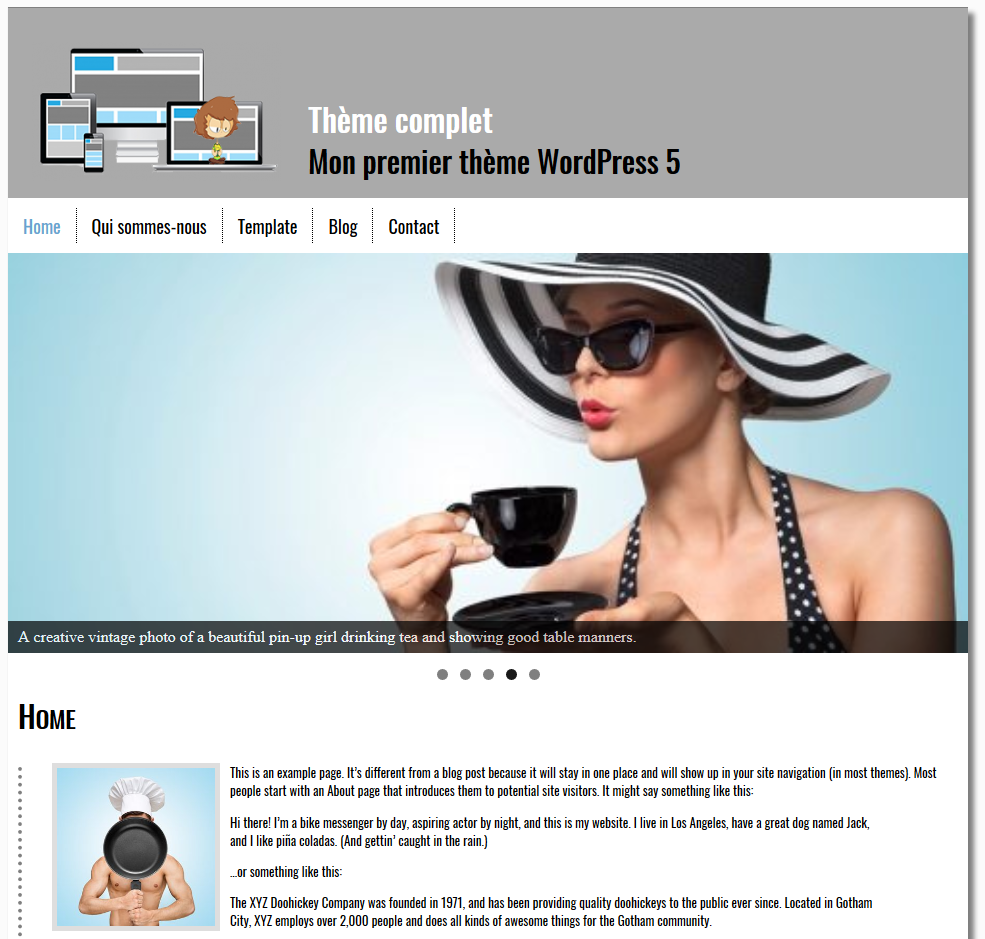 Thème complet
Mon premier thème WordPress 5
Home
Qui sommes-nous
Template
Blog
Contact
A creative vintage photo of a beautiful pin-up girl drinking tea and showing good table manners.
Home
This is an example page. It’s different from a blog post because it will stay in one place and will show up in your site navigation (in most themes). Most
people start with an About page that introduces them to potential site visitors. It might say something like this:
Hi there! I’m a bike messenger by day, aspiring actor by night, and this is my website. I live in Los Angeles, have a great dog named Jack,
and I like piña coladas. (And gettin’ caught in the rain.)
...or something like this:
The XYZ Doohickey Company was founded in 1971, and has been providing quality doohickeys to the public ever since. Located in Gotham
City, XYZ employs over 2,000 people and does all kinds of awesome things for the Gotham community.